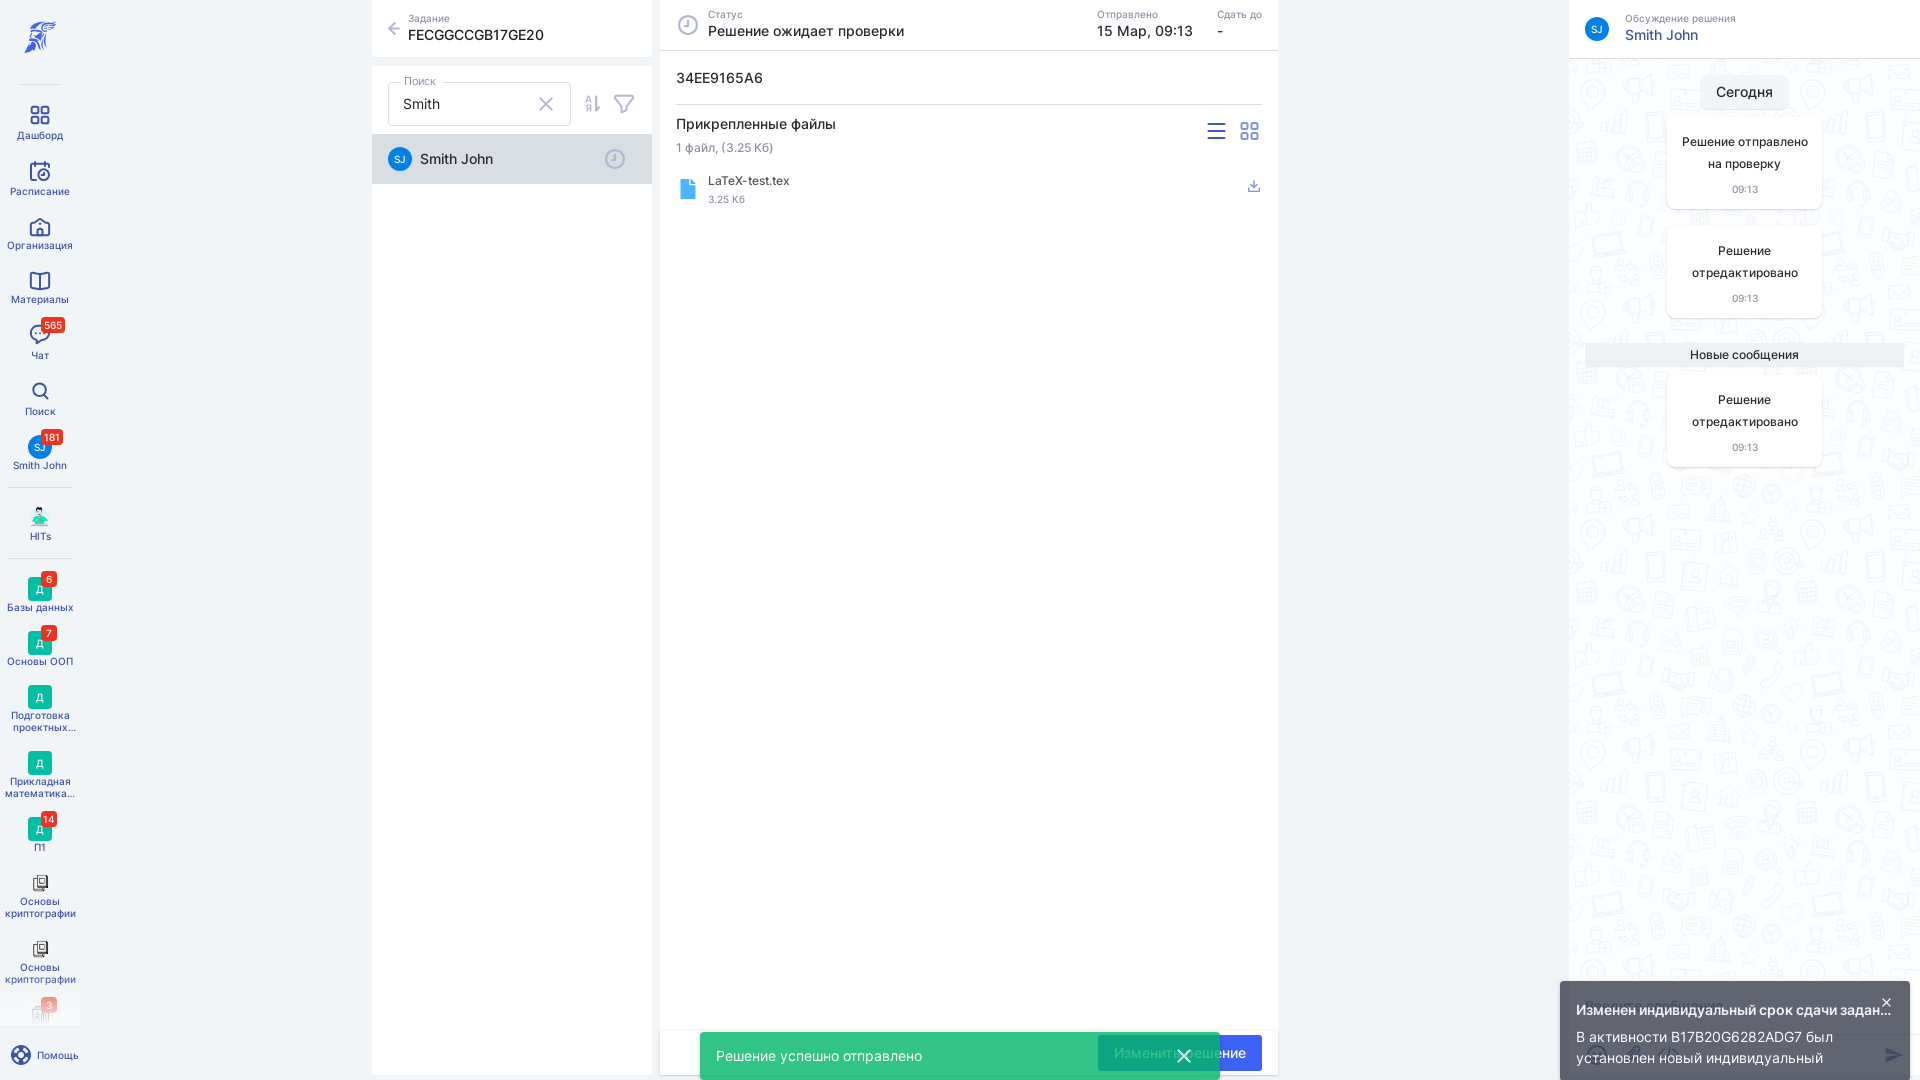 Дашборд
Расписание
Организация
Материалы
565
Чат
Поиск
SJ
181
Smith John
HITs
6
Д
Базы данных
7
Д
Основы ООП
Д
Подготовка
проектных...
Д
Прикладная
математика...
14
Д
П1
Основы
криптографии
Основы
криптографии
3
Помощь
Задание
FECGGCCGB17GE20
Поиск
Smith
SJ
Smith John
Статус
Решение ожидает проверки
Отправлено
15 Мар, 09:13
Сдать до
-
34EE9165A6
Прикрепленные файлы
1 файл, (3.25 Кб)
LaTeX-test.tex
3.25 Кб
Изменить решение
Решение успешно отправлено
SJ
Обсуждение решения
Smith John
Сегодня
Решение отправлено
на проверку
09:13
Решение
отредактировано
09:13
Новые сообщения
Решение
отредактировано
09:13
Изменен индивидуальный срок сдачи задан...
В активности B17B20G6282ADG7 был
установлен новый индивидуальный